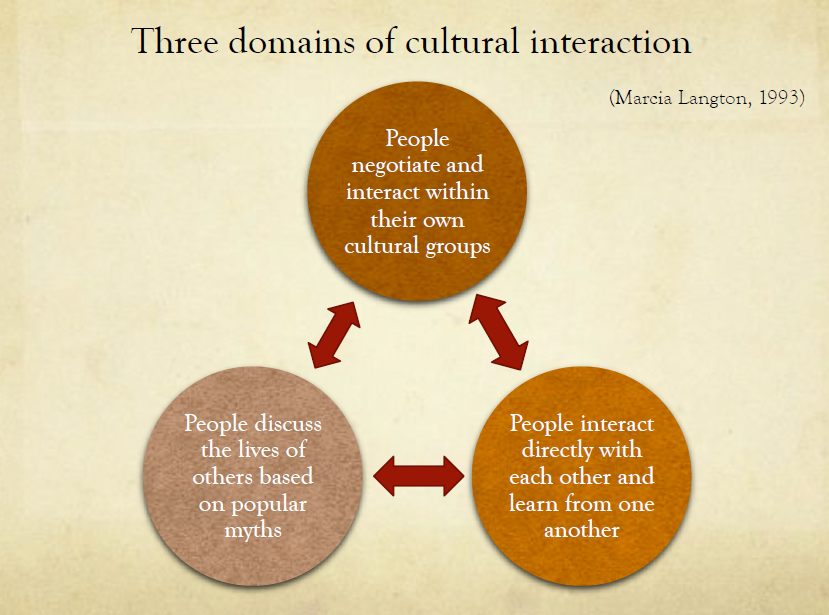 Three domains of cultural interaction
(Marcia Langton, 1993)
People
negotiate and
interact within
their own
cultural groups
People discuss
the lives of
others based
on popular
myths
People interact
directly with
each other and
learn from one
another